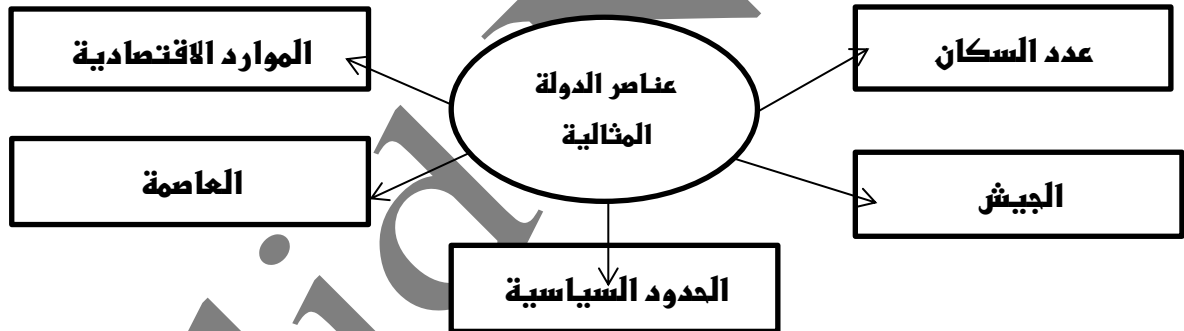 عدد السكان
الموارد الاقتصادية
عناصر الدولة
المثالية
الجيش
العاصمة
الحدود السياسية